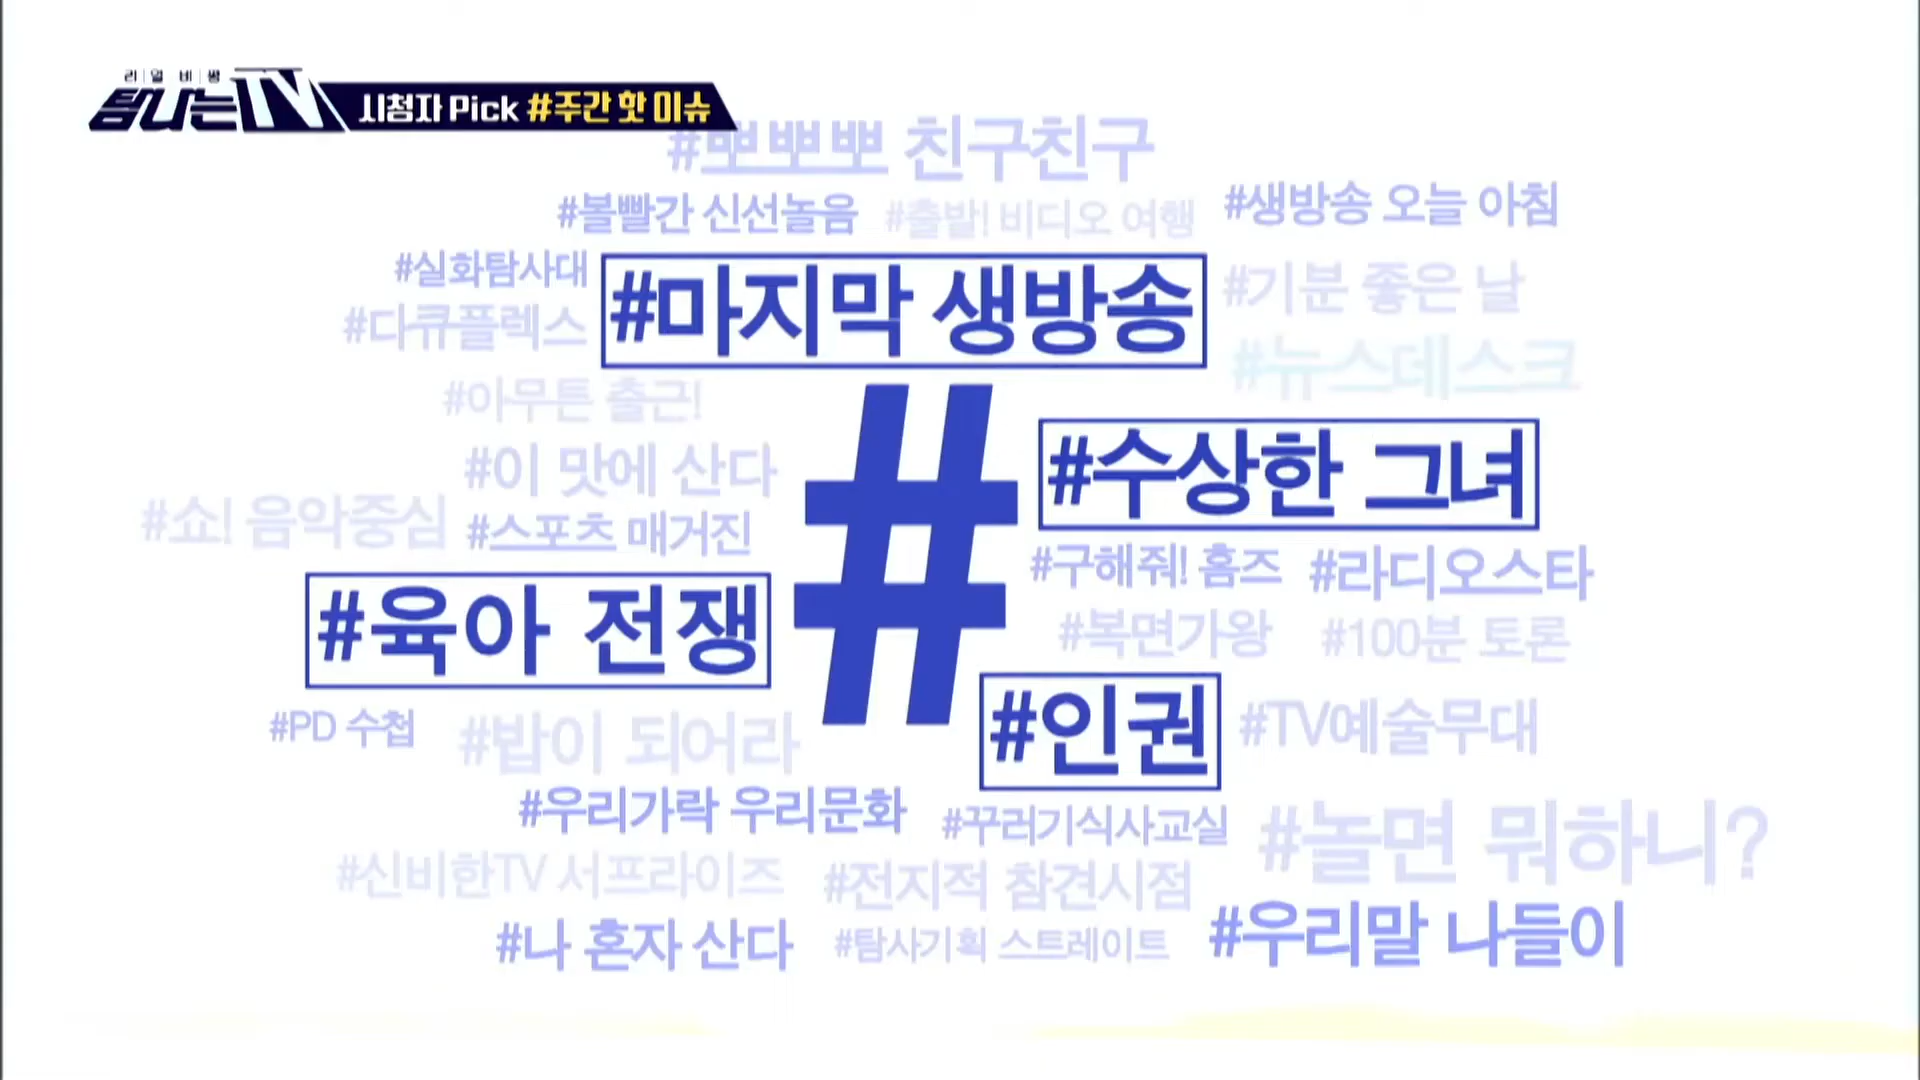 리얼비평
탐나는TV
시청자 Pick #주간 핫 이슈
#뽀뽀뽀 친구친구
#볼빨간 신선놀음 #출발! 비디오 여행 #생방송 오늘 아침
#실화탐사대 #마지막 생방송 #기분 좋은 날
#다큐플렉스 #뉴스데스크
#아무튼 출근!
#이 맛에 산다 # #수상한 그녀
#쇼! 음악중심 #스포츠 매거진
#구해줘! 홈즈 #라디오스타
#육아 전쟁 #복면가왕 #100분 토론
#PD 수첩 #밥이 되어라 #인권 #TV예술무대
#우리가락 우리문화 #꾸러기식사교실 #놀면 뭐하니?
#신비한TV 서프라이즈 #전지적 참견시점
#나 혼자 산다 #탐사기획 스트레이트 #우리말 나들이